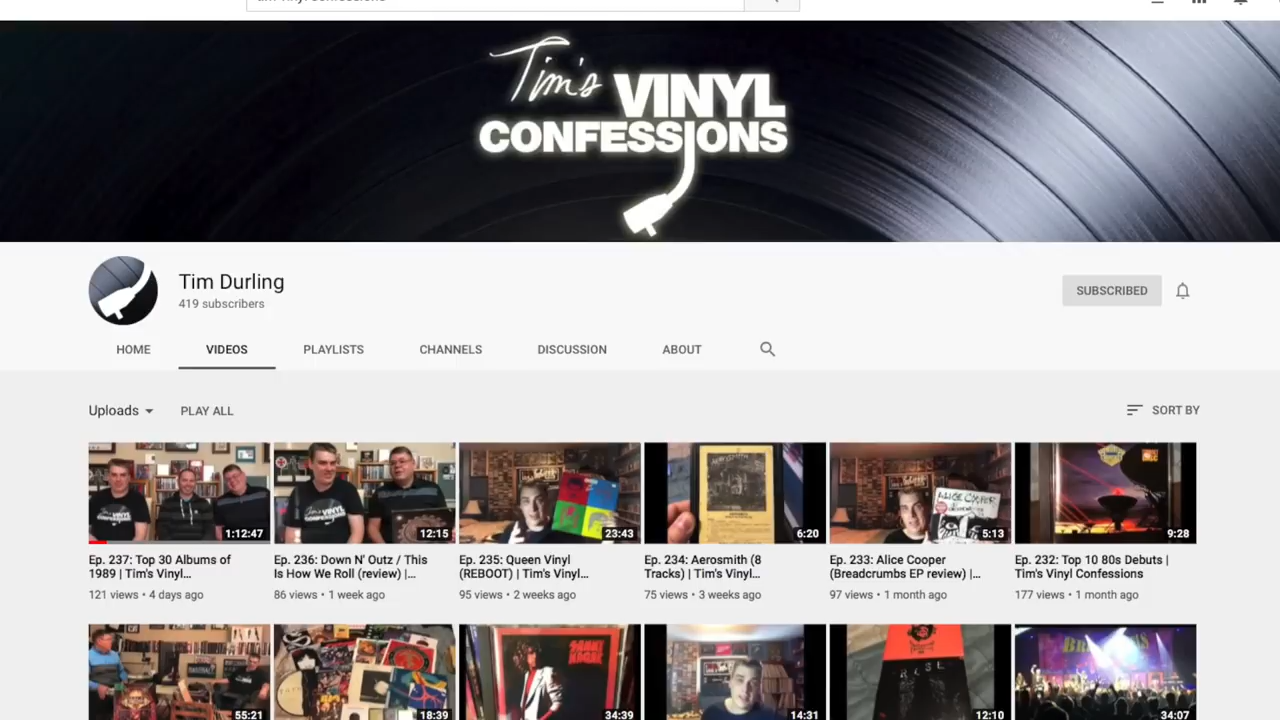 Tim's VINYL
CONFESSIONS
Tim Durling
419 subscribers
SUBSCRIBED
HOME VIDEOS PLAYLISTS CHANNELS DISCUSSION ABOUT
Uploads PLAY ALL SORT BY
1:12:47 12:15 23:43 6:20 5:13 9:28
Ep. 237: Top 30 Albums of
1989 | Tim's Vinyl...
121 views • 4 days ago
Ep. 236: Down N' Outz / This
Is How We Roll (review) |...
86 views • 1 week ago
Ep. 235: Queen Vinyl
(REBOOT) | Tim's Vinyl...
95 views • 2 weeks ago
Ep. 234: Aerosmith (8
Tracks) | Tim's Vinyl...
75 views • 3 weeks ago
ALICE COOPER
Ep. 233: Alice Cooper
(Breadcrumbs EP review) |...
97 views • 1 month ago
Ep. 232: Top 10 80s Debuts |
Tim's Vinyl Confessions
177 views • 1 month ago
55:21 18:39 34:39 14:31 12:10 34:07